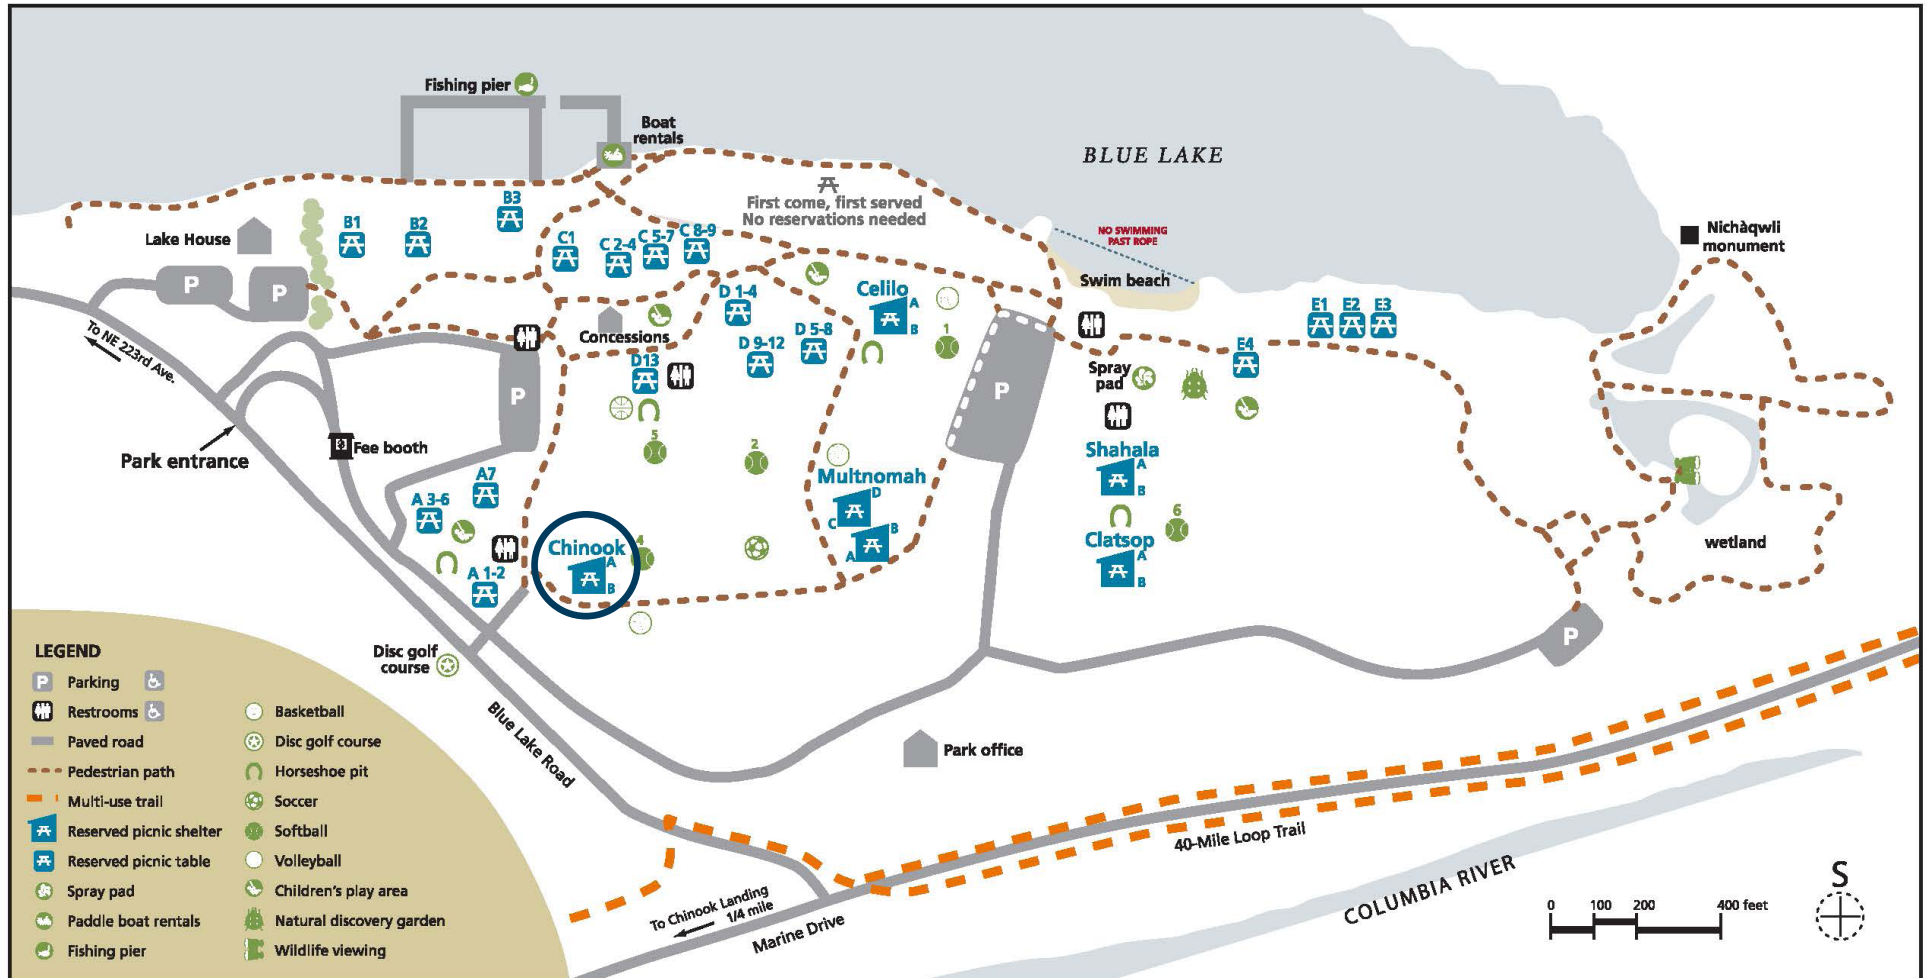 Fishing pier
Boat
rentals
BLUE LAKE
First come, first served
No reservations needed
Lake House
B1
B2
B3
C1
C 2-4
C 5-7
C 8-9
NO SWIMMING
PAST ROPE
Swim beach
Nichàqwli
monument
P
P
To NE 223rd Ave.
Concessions
D 1-4
D 5-8
D 9-12
D13
Celilo
A
B
1
E1
E2
E3
E4
P
P
Spray
pad
Park entrance
Fee booth
5
2
A7
A 3-6
A 1-2
Chinook
A
B
4
Multnomah
D
C
B
A
Shahala
A
B
6
Clatsop
A
B
wetland
P
Disc golf
course
Blue Lake Road
Park office
40-Mile Loop Trail
To Chinook Landing
1/4 mile
Marine Drive
COLUMBIA RIVER
0 100 200 400 feet
S
LEGEND
P Parking
Restrooms
Paved road
Pedestrian path
Multi-use trail
Reserved picnic shelter
Reserved picnic table
Spray pad
Paddle boat rentals
Fishing pier
Basketball
Disc golf course
Horseshoe pit
Soccer
Softball
Volleyball
Children's play area
Natural discovery garden
Wildlife viewing